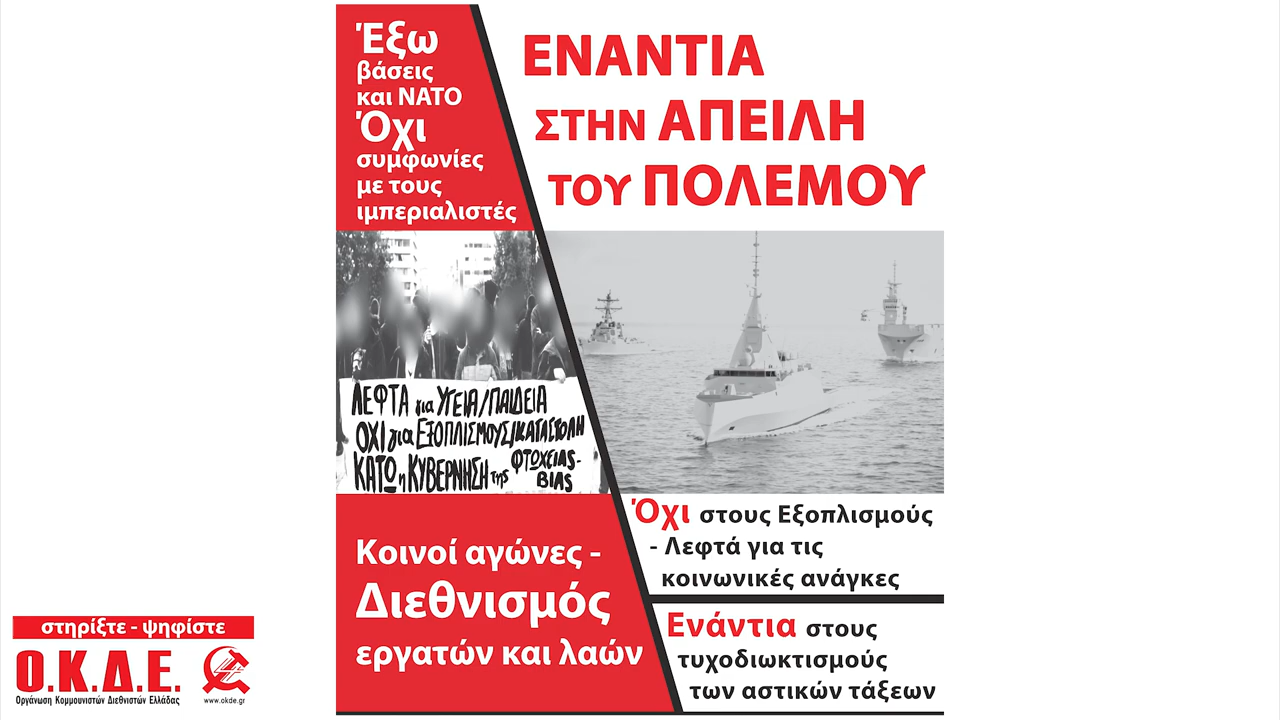 Έξω
βάσεις
και ΝΑΤΟ
Όχι
συμφωνίες
με τους
ιμπεριαλιστές
ΕΝΑΝΤΙΑ
ΣΤΗΝ ΑΠΕΙΛΗ
ΤΟΥ ΠΟΛΕΜΟΥ
ΛΕΦΤΑ για ΥΓΕΙΑ/ΠΑΙΔΕΙΑ
ΟΧΙ για ΕΞΟΠΛΙΣΜΟΥΣ/ΚΑΤΑΣΤΟΛΗ
ΚΑΤΩ η ΚΥΒΕΡΝΗΣΗ της ΦΤΩΧΕΙΑΣ-
ΒΙΑΣ
Κοινοί αγώνες -
Διεθνισμός
εργατών και λαών
Όχι στους Εξοπλισμούς
- Λεφτά για τις
κοινωνικές ανάγκες
Ενάντια στους
τυχοδιωκτισμούς
των αστικών τάξεων
στηρίξτε - ψηφίστε
Ο.Κ.Δ.Ε.
Οργάνωση Κομμουνιστών Διεθνιστών Ελλάδας
www.okde.gr